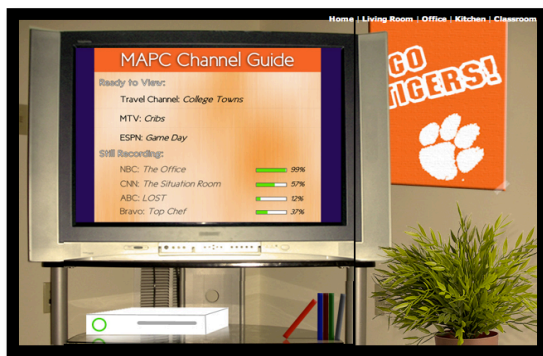 Home | Living Room | Office | Kitchen | Classroom
MAPC Channel Guide
Ready to View:
Travel Channel: College Towns
MTV: Cribs
ESPN: Game Day
Still Recording:
NBC: The Office 99%
CNN: The Situation Room 57%
ABC: LOST 12%
Bravo: Top Chef 37%
GO
TIGERS!